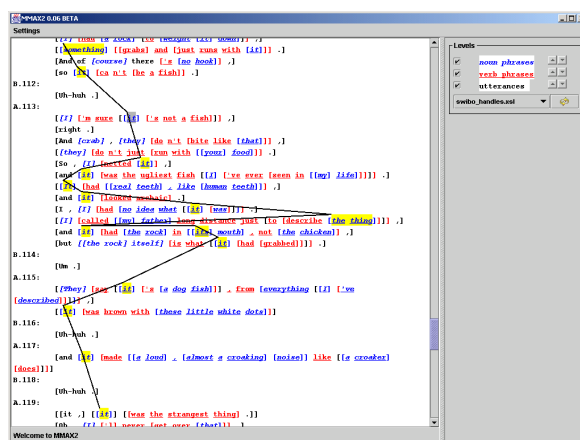 MMAX2 0.06 BETA
Settings
[[I] [had [a rock] [to [weight [it] down]]] ,]
[[something] [[grabs] and [just runs with [it]]] .]
[And of [course] there ['s [no hook]] ,]
[so [it] [ca n't [be a fish]] .]
B.112:
[Uh-huh .]
A.113:
[[I] ['m sure [[it] ['s not a fish]]] ,]
[right .]
[And [crab] , [they] [do n't [bite like [that]]] ,]
[[they] [do n't just [run with [[your] food]]] .]
[So , [I] [netted [it]] ,]
[and [it] [was the ugliest fish [[I] ['ve ever [seen in [[my] life]]]]] .]
[[It] [had [[real teeth] , like [human teeth]]] ,]
[and [it] [looked archaic] .]
[I , [I] [had [no idea what [[it] [was]]]] .]
[[I] [called [[my] father] long distance just [to [describe [the thing]]]] ,]
[and [it] [had [the rock] in [[its] mouth] , not [the chicken]] ,]
[but [[the rock] itself] [is what [[it] [had [grabbed]]]] .]
B.114:
[Um .]
A.115:
[[They] [say [[it] ['s [a dog fish]]] , from [everything [[I] ['ve
[described]]]]] ,]
[[it] [was brown with [these little white dots]]]
B.116:
[Uh-huh .]
A.117:
[and [it] [made [[a loud] , [almost a croaking] [noise]] like [[a croaker]
[does]]]]
B.118:
[Uh-huh .]
A.119:
[[it ,] [[it]] [[was the strangest thing] .]]
[Oh , [I] ['ll never [get over [that]]] .]
Levels
noun phrases
verb phrases
utterances
swibo_handles.xsl
Welcome to MMAX2